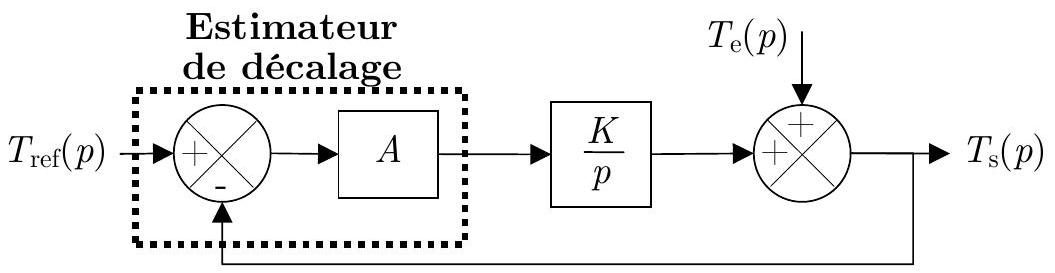 Estimateur
de décalage
T_e(p)
T_ref(p)
+
-
A
K
p
+
+
T_s(p)